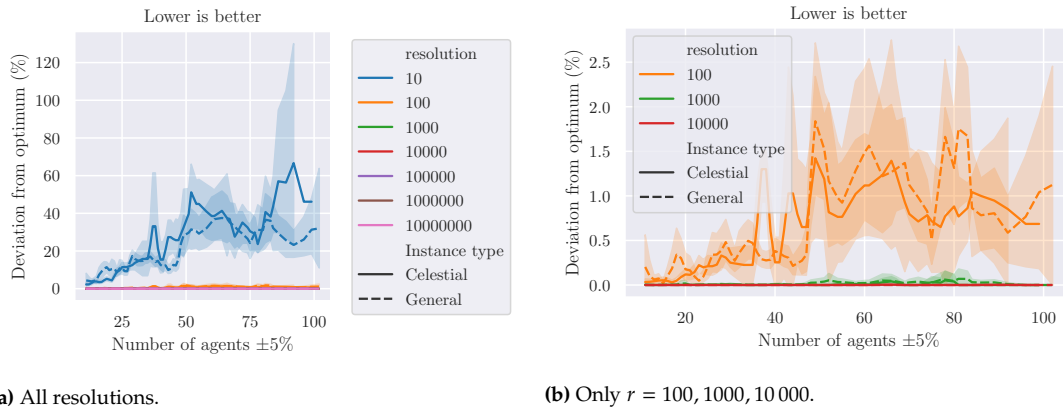 Lower is better
Deviation from optimum (%)
120
100
80
60
40
20
0
25
50
75
100
Number of agents ±5%
resolution
10
100
1000
10000
100000
1000000
10000000
Instance type
Celestial
General
a) All resolutions.
Lower is better
Deviation from optimum (%)
2.5
2.0
1.5
1.0
0.5
0.0
20
40
60
80
100
Number of agents ±5%
resolution
100
1000
10000
Instance type
Celestial
General
(b) Only r = 100, 1000, 10 000.